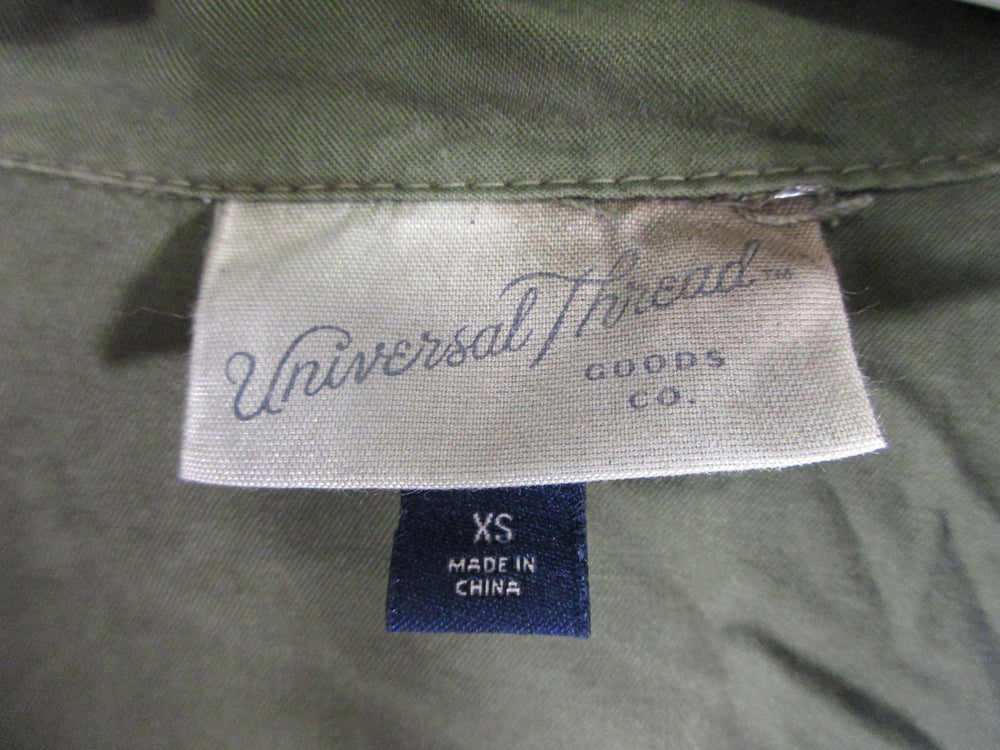 Universal Thread™
GOODS
CO.
XS
MADE IN
CHINA